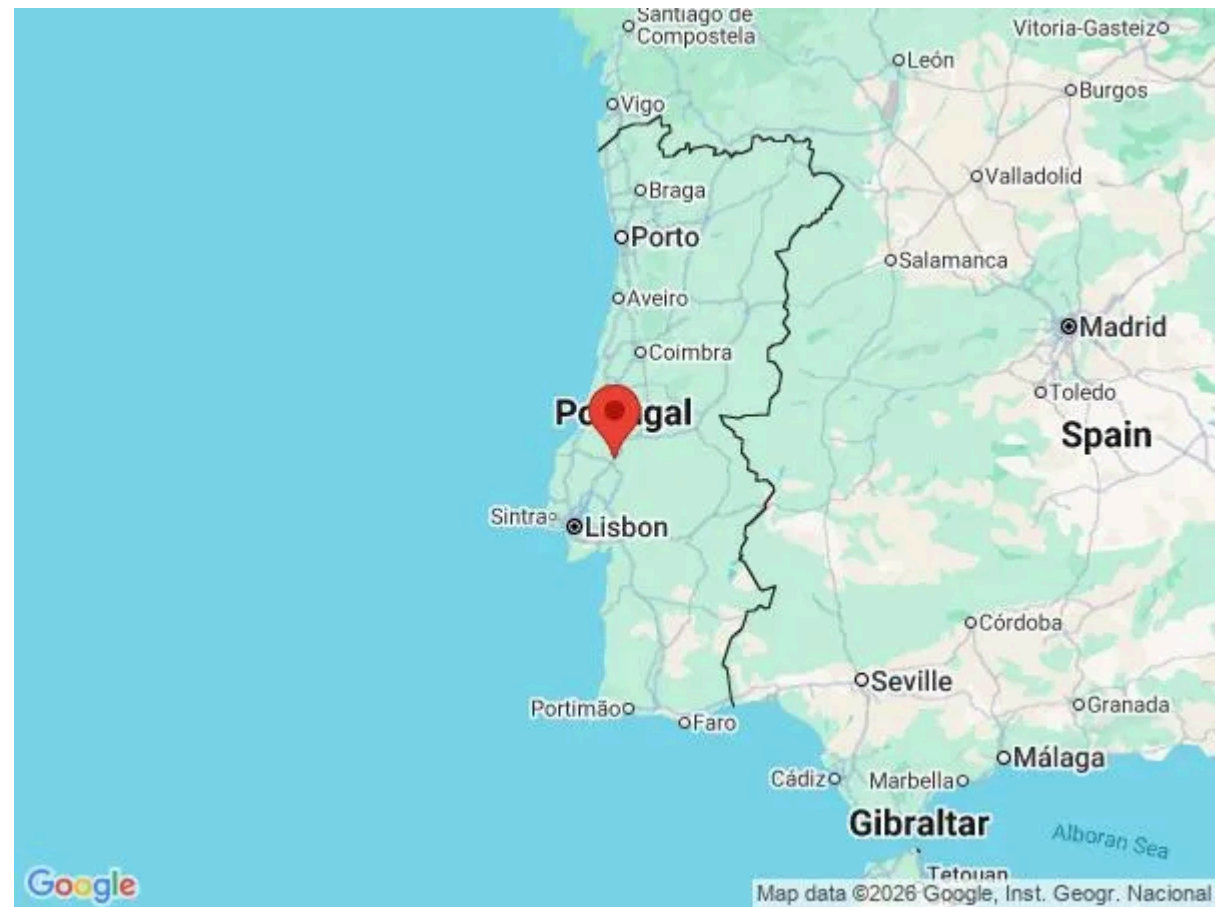 Santiago de
Compostela
Vitoria-Gasteiz
León
Burgos
Vigo
Valladolid
Braga
Porto
Salamanca
Aveiro
Madrid
Coimbra
Toledo
Portugal
Spain
Sintra
Lisbon
Córdoba
Seville
Granada
Portimão
Faro
Málaga
Cádiz
Marbella
Gibraltar
Alboran Sea
Tetouan
Google
Map data ©2026 Google, Inst. Geogr. Nacional